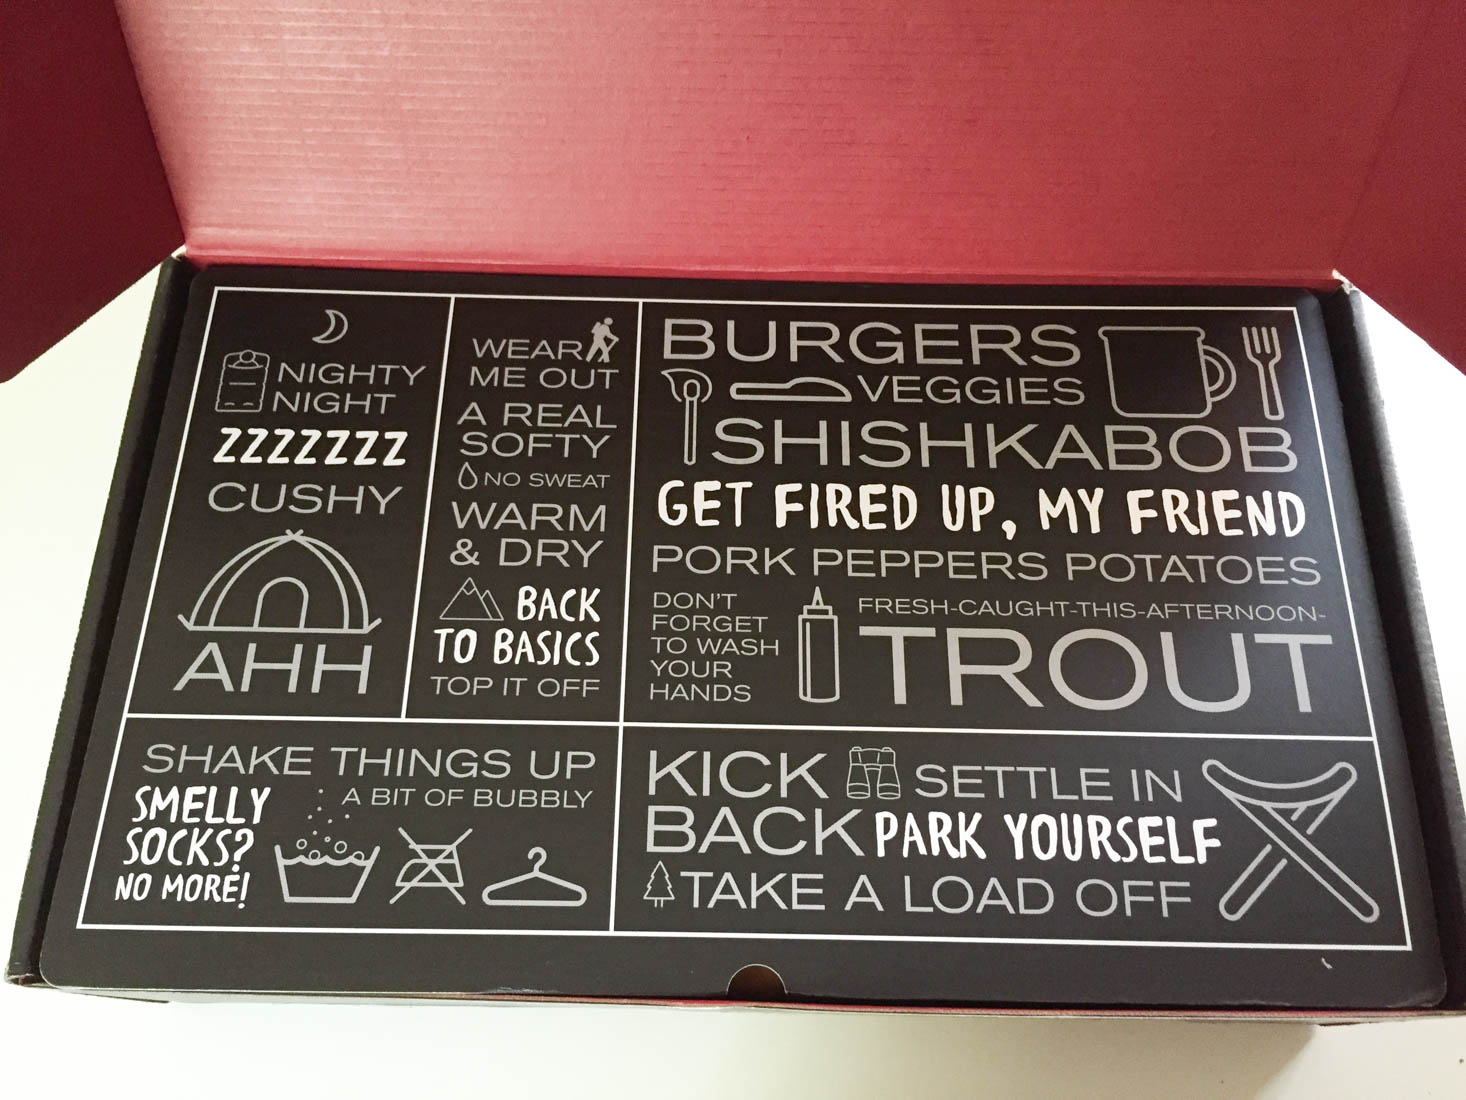 NIGHTY
NIGHT
ZZZZZZZ
CUSHY
AHH
WEAR
ME OUT
A REAL
SOFTY
NO SWEAT
WARM
& DRY
BACK
TO BASICS
TOP IT OFF
BURGERS
VEGGIES
SHISHKABOB
GET FIRED UP, MY FRIEND
PORK PEPPERS POTATOES
DON'T
FORGET
TO WASH
YOUR
HANDS
FRESH-CAUGHT-THIS-AFTERNOON-
TROUT
SHAKE THINGS UP
A BIT OF BUBBLY
SMELLY
SOCKS?
NO MORE!
KICK SETTLE IN
BACK PARK YOURSELF
TAKE A LOAD OFF